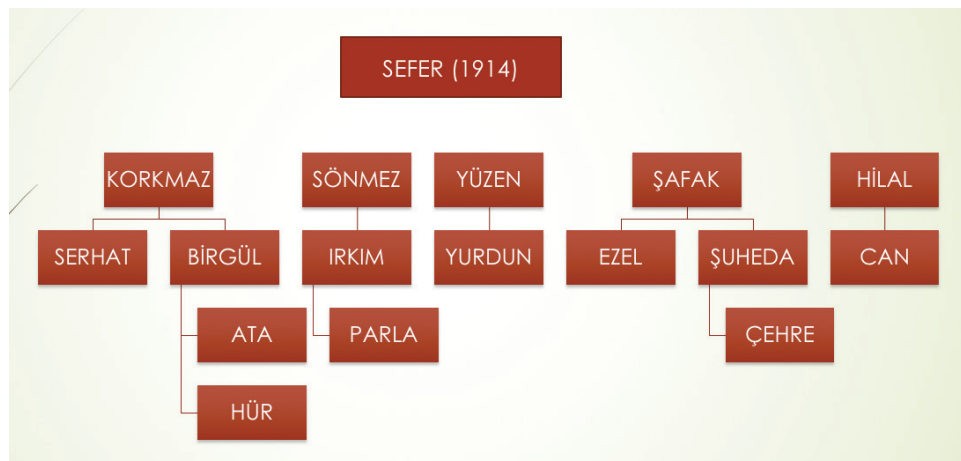 SEFER (1914)
KORKMAZ
SÖNMEZ
YÜZEN
ŞAFAK
HİLAL
SERHAT
BİRGÜL
IRKIM
YURDUN
EZEL
ŞUHEDA
CAN
ATA
PARLA
ÇEHRE
HÜR